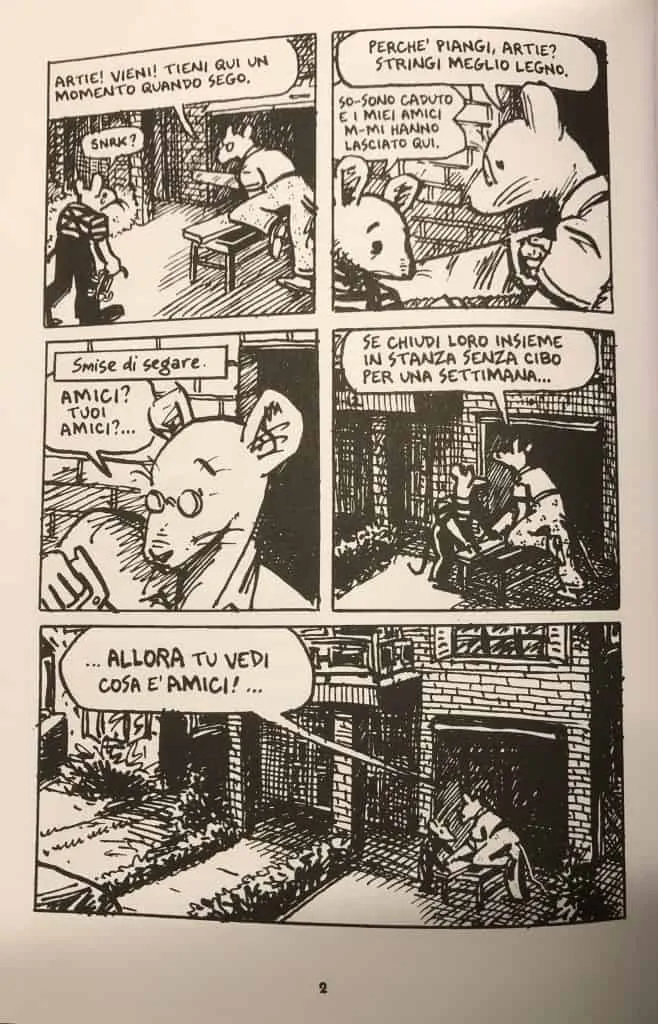 ARTIE! VIENI! TIENI QUI UN
MOMENTO QUANDO SEGO.
SNRK?
PERCHE' PIANGI, ARTIE?
STRINGI MEGLIO LEGNO.
SO-SONO CADUTO
E I MIEI AMICI
M-MI HANNO
LASCIATO QUI.
Smise di segare.
AMICI?
TUOI
AMICI?...
SE CHIUDI LORO INSIEME
IN STANZA SENZA CIBO
PER UNA SETTIMANA...
... ALLORA TU VEDI
COSA E' AMICI! ...
2